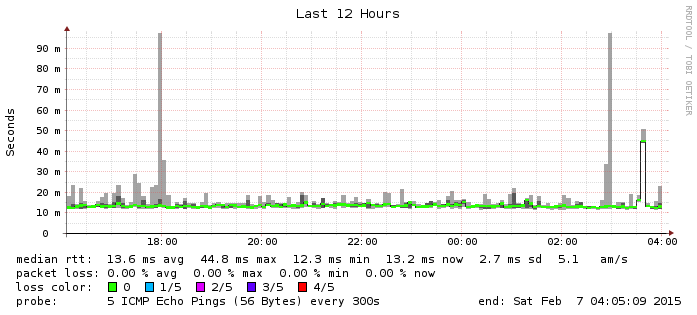 Last 12 Hours
RRDTOOL / TOBI OETIKER
Seconds
90 m
80 m
70 m
60 m
50 m
40 m
30 m
20 m
10 m
0
18:00 20:00 22:00 00:00 02:00 04:00
median rtt: 13.6 ms avg 44.8 ms max 12.3 ms min 13.2 ms now 2.7 ms sd 5.1 am/s
packet loss: 0.00 % avg 0.00 % max 0.00 % min 0.00 % now
loss color: 0 1/5 2/5 3/5 4/5
probe: 5 ICMP Echo Pings (56 Bytes) every 300s end: Sat Feb 7 04:05:09 2015